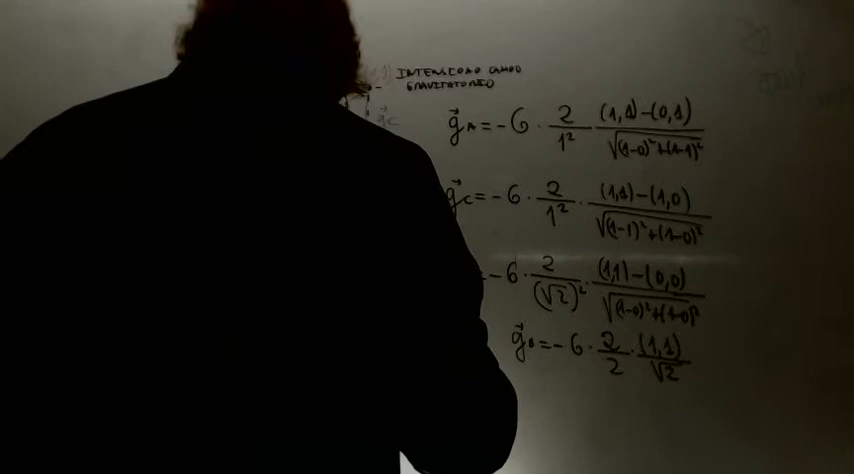 INTENSIDAD CAMPO
GRAVITATORIO
g⃗A = -G · 2/1² (1,1)-(0,1)/√((1-0)²+(1-1)²)
g⃗C = -G · 2/1² · (1,1)-(1,0)/√((1-1)²+(1-0)²)
= -G · 2/(√2)² · (1,1)-(0,0)/√((1-0)²+(1-0)²)
g⃗B = -G · 2/2 · (1,1)/√2